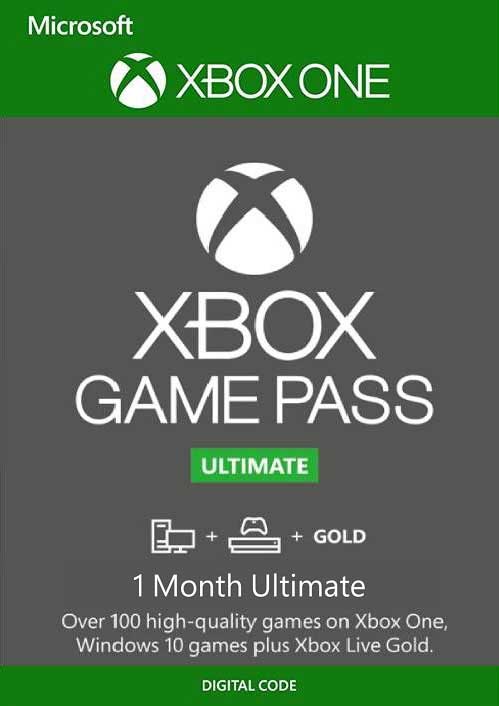 Microsoft
XBOX ONE
XBOX
GAME PASS
ULTIMATE
+ + GOLD
1 Month Ultimate
Over 100 high-quality games on Xbox One,
Windows 10 games plus Xbox Live Gold.
DIGITAL CODE